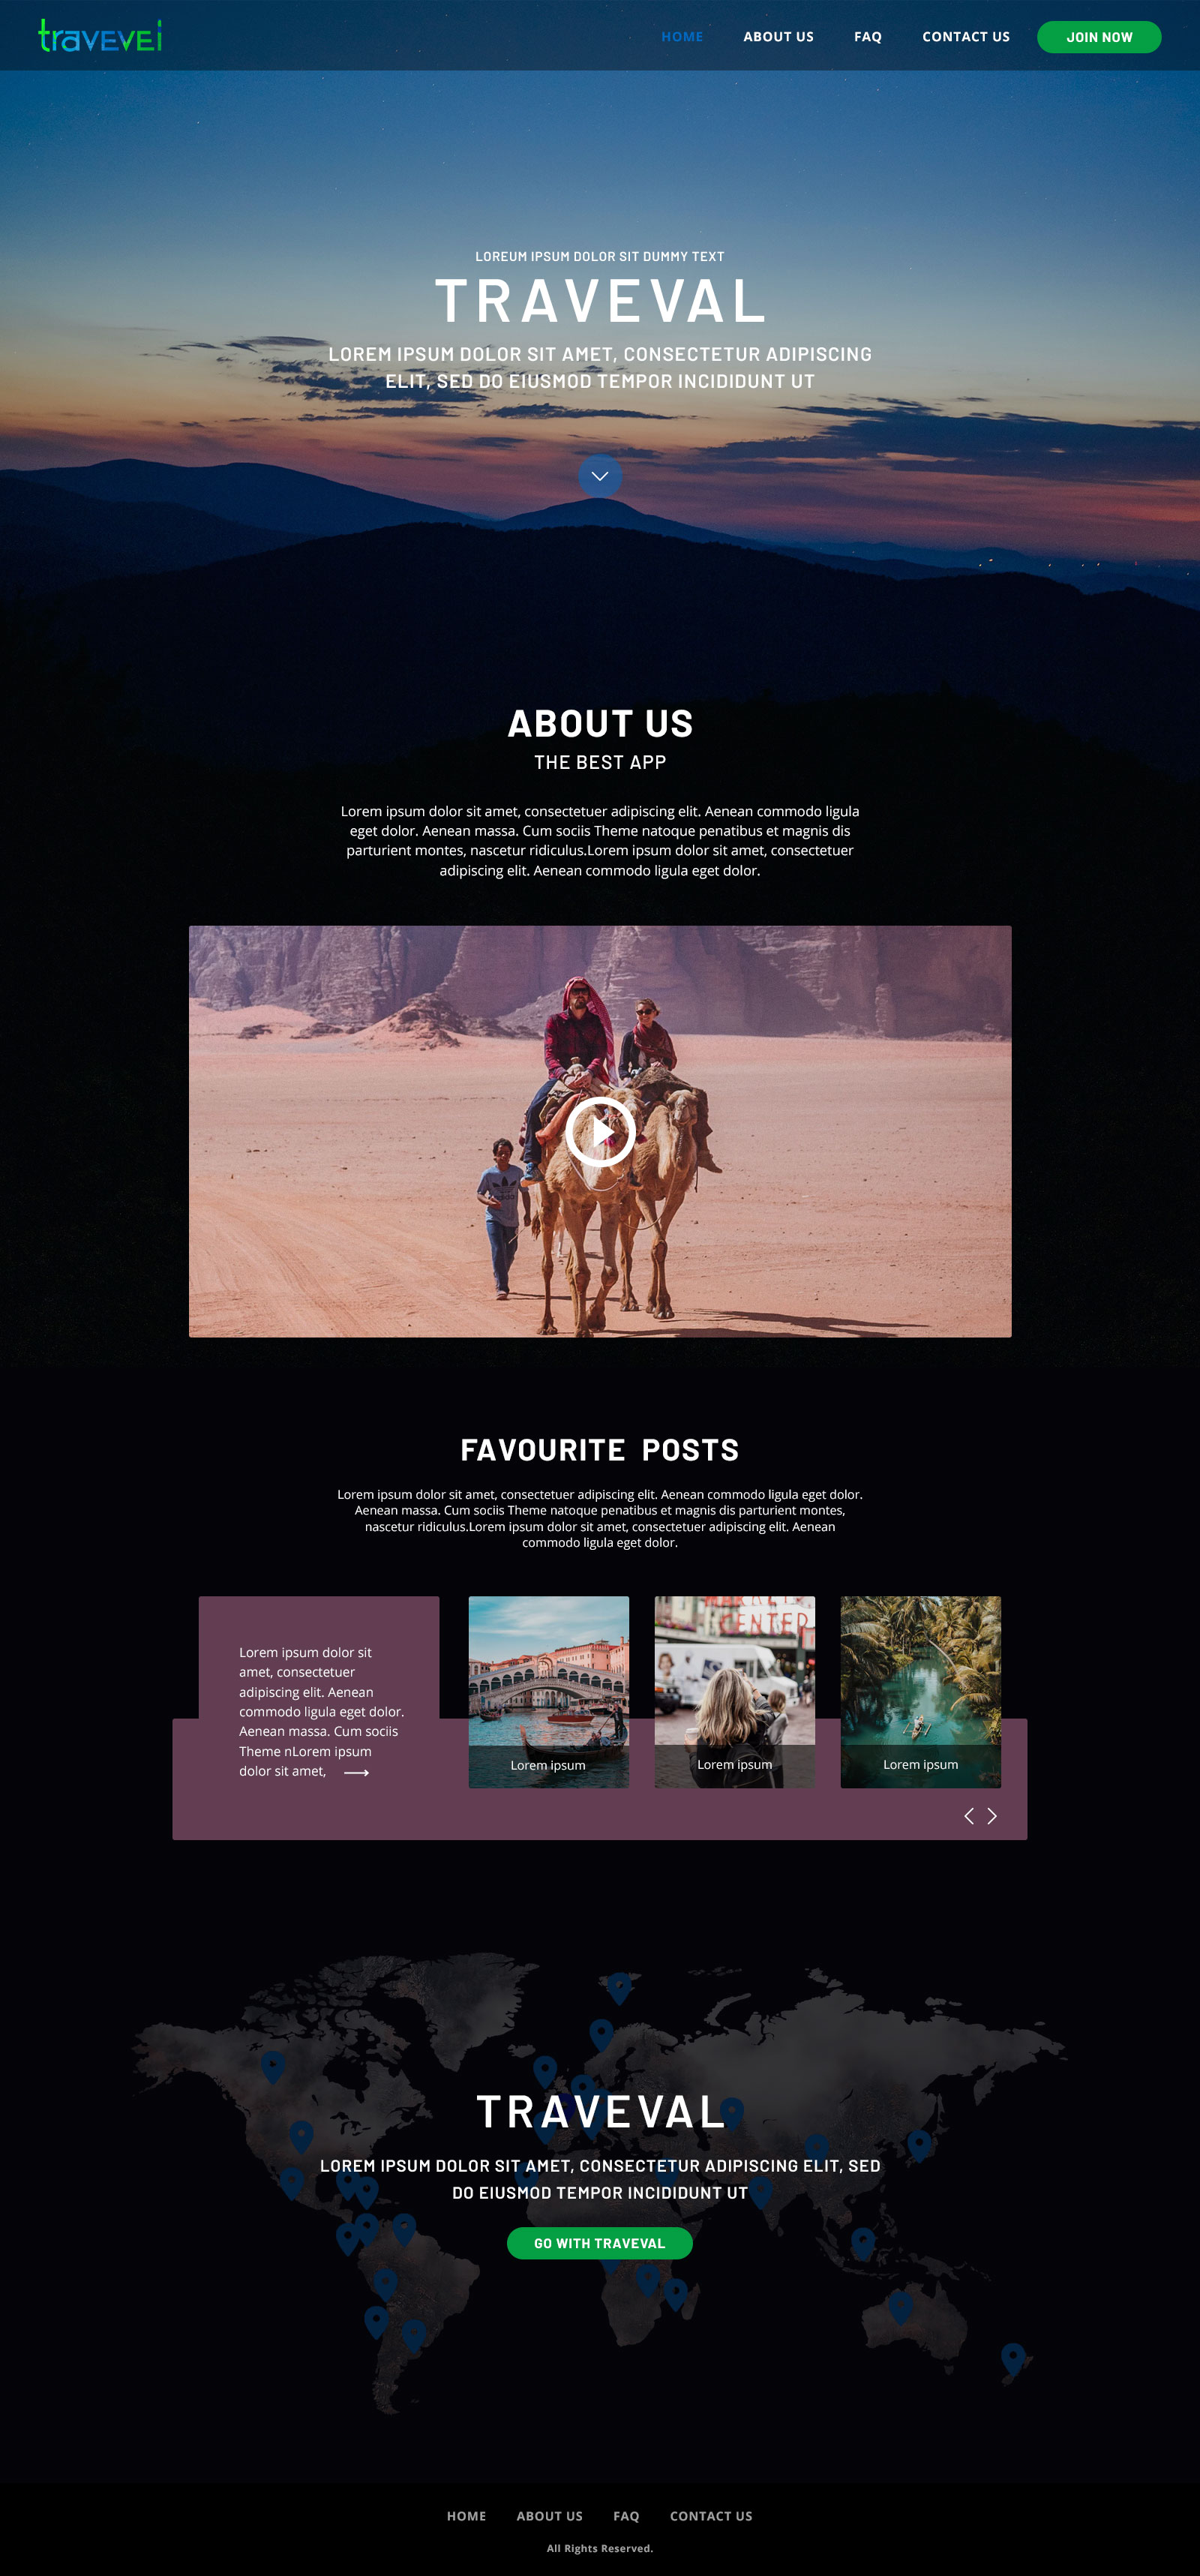 travevel
HOME ABOUT US FAQ CONTACT US JOIN NOW
LOREUM IPSUM DOLOR SIT DUMMY TEXT
TRAVEVAL
LOREM IPSUM DOLOR SIT AMET, CONSECTETUR ADIPISCING
ELIT, SED DO EIUSMOD TEMPOR INCIDIDUNT UT
ABOUT US
THE BEST APP
Lorem ipsum dolor sit amet, consectetuer adipiscing elit. Aenean commodo ligula
eget dolor. Aenean massa. Cum sociis Theme natoque penatibus et magnis dis
parturient montes, nascetur ridiculus.Lorem ipsum dolor sit amet, consectetuer
adipiscing elit. Aenean commodo ligula eget dolor.
adidas
FAVOURITE POSTS
Lorem ipsum dolor sit amet, consectetuer adipiscing elit. Aenean commodo ligula eget dolor.
Aenean massa. Cum sociis Theme natoque penatibus et magnis dis parturient montes,
nascetur ridiculus.Lorem ipsum dolor sit amet, consectetuer adipiscing elit. Aenean
commodo ligula eget dolor.
Lorem ipsum dolor sit
amet, consectetuer
adipiscing elit. Aenean
commodo ligula eget dolor.
Aenean massa. Cum sociis
Theme nLorem ipsum
dolor sit amet,
Lorem ipsum
MARKET
CENTER
Lorem ipsum
Lorem ipsum
TRAVEVAL
LOREM IPSUM DOLOR SIT AMET, CONSECTETUR ADIPISCING ELIT, SED
DO EIUSMOD TEMPOR INCIDIDUNT UT
GO WITH TRAVEVAL
HOME ABOUT US FAQ CONTACT US
All Rights Reserved.